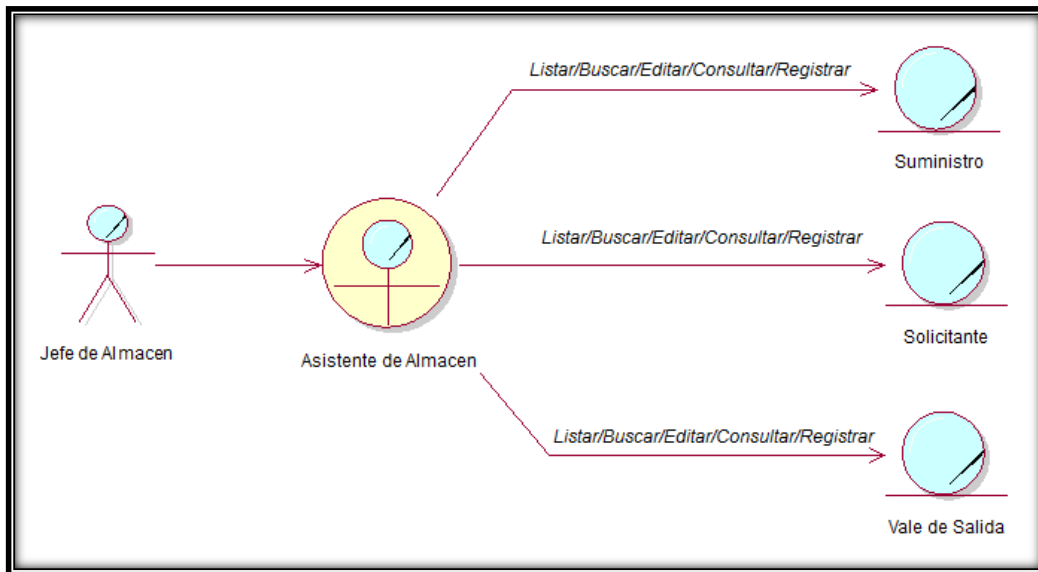 Listar/Buscar/Editar/Consultar/Registrar
Suministro
Listar/Buscar/Editar/Consultar/Registrar
Solicitante
Jefe de Almacen
Asistente de Almacen
Listar/Buscar/Editar/Consultar/Registrar
Vale de Salida